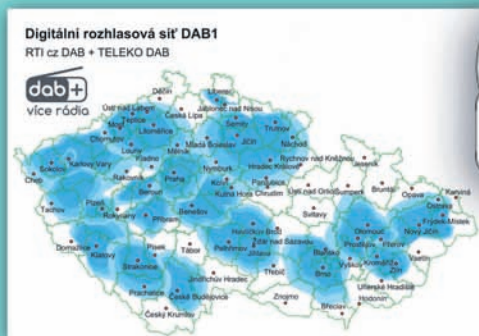 Digitální rozhlasová síť DAB1
RTI cz DAB + TELEKO DAB
dab+
více rádia
Děčín
Liberec
Ústí nad Labem
Jablonec nad Nisou
Teplice
Česká Lípa
Most
Litoměřice
Semily
Trutnov
Chomutov
Louny
Mladá Boleslav
Jičín
Náchod
Mělník
Karlovy Vary
Kladno
Sokolov
Nymburk
Hradec Králové
Rychnov nad Kněžnou
Jeseník
Cheb
Rakovník
Praha
Kolín
Pardubice
Bruntál
Opava
Karviná
Beroun
Kutná Hora
Chrudim
Ústí nad Orlicí
Šumperk
Ostrava
Tachov
Plzeň
Rokycany
Benešov
Svitavy
Frýdek-Místek
Příbram
Havlíčkův Brod
Olomouc
Nový Jičín
Domažlice
Klatovy
Písek
Tábor
Pelhřimov
Žďár nad Sázavou
Jihlava
Blansko
Prostějov
Přerov
Strakonice
Třebíč
Brno
Vyškov
Kroměříž
Zlín
Vsetín
Prachatice
Jindřichův Hradec
České Budějovice
Uherské Hradiště
Znojmo
Hodonín
Český Krumlov
Břeclav